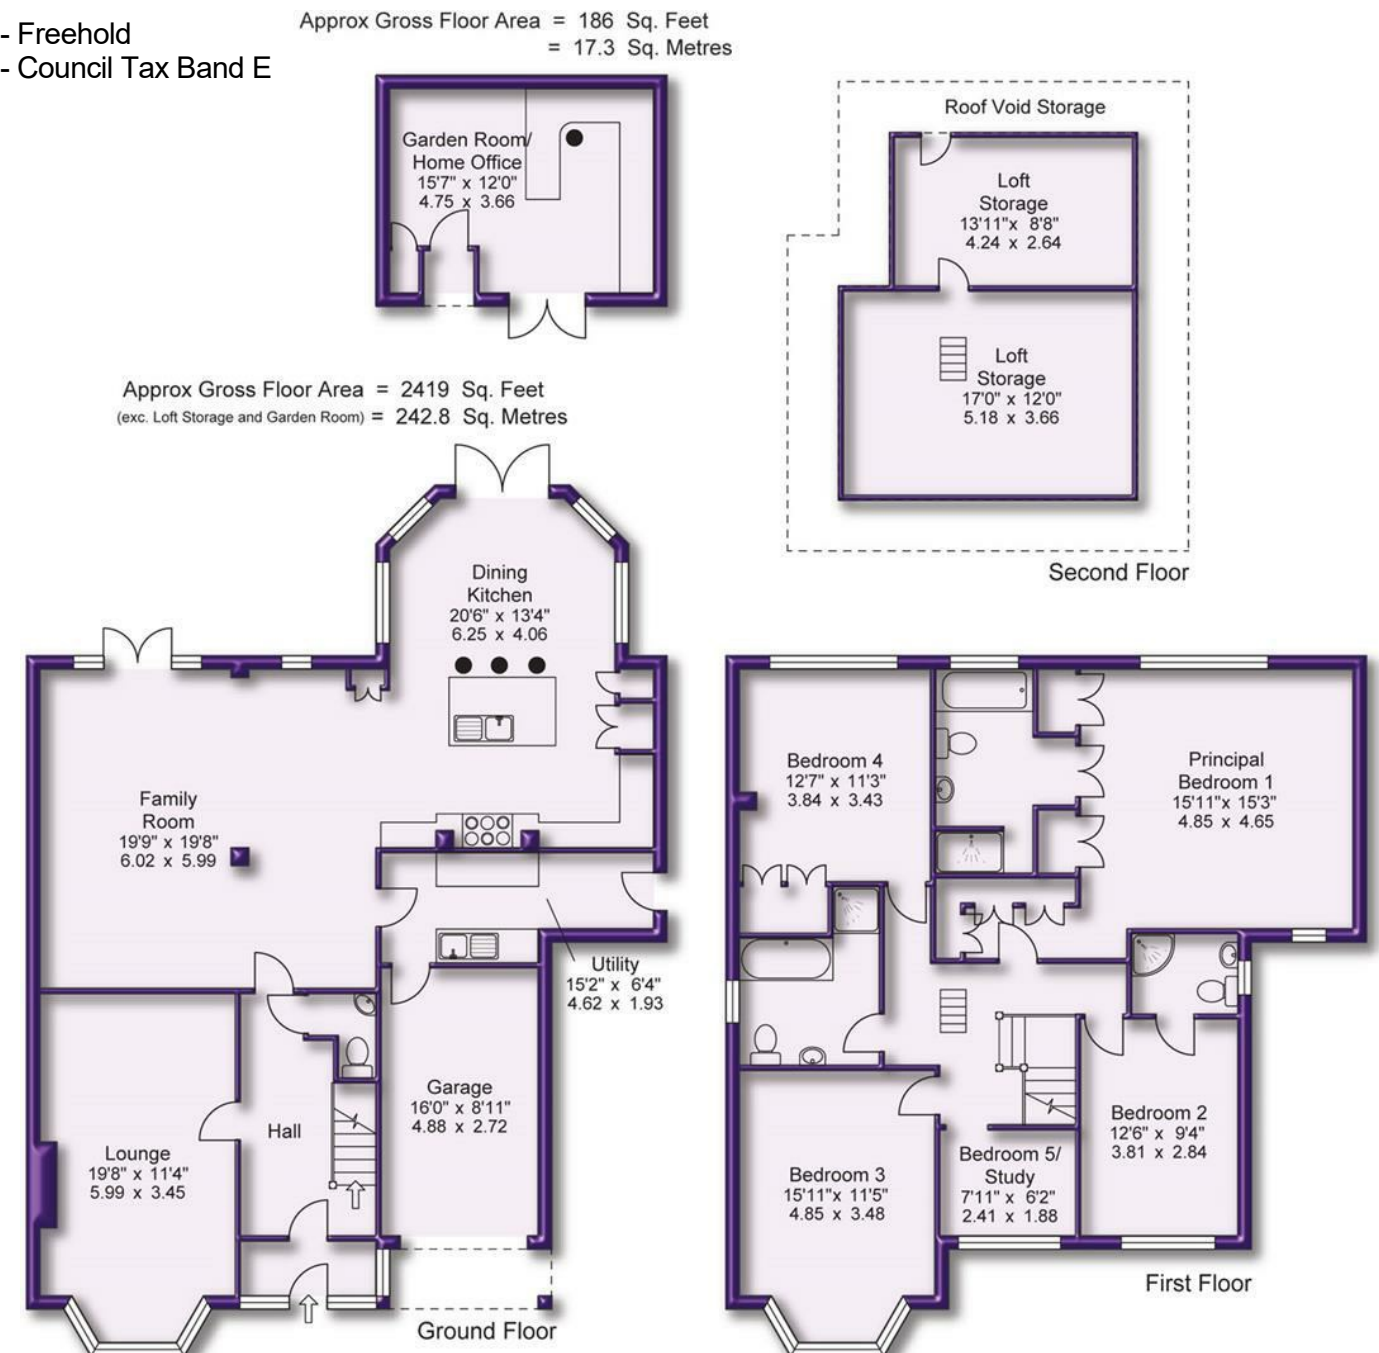 - Freehold
- Council Tax Band E
Approx Gross Floor Area = 186 Sq. Feet
= 17.3 Sq. Metres
Garden Room/
Home Office
15'7" x 12'0"
4.75 x 3.66
Roof Void Storage
Loft
Storage
13'11"x 8'8"
4.24 x 2.64
Loft
Storage
17'0" x 12'0"
5.18 x 3.66
Second Floor
Approx Gross Floor Area = 2419 Sq. Feet
(exc. Loft Storage and Garden Room) = 242.8 Sq. Metres
Dining
Kitchen
20'6" x 13'4"
6.25 x 4.06
Family
Room
19'9" x 19'8"
6.02 x 5.99
Utility
15'2" x 6'4"
4.62 x 1.93
Garage
16'0" x 8'11"
4.88 x 2.72
Hall
Lounge
19'8" x 11'4"
5.99 x 3.45
Ground Floor
Bedroom 4
12'7" x 11'3"
3.84 x 3.43
Principal
Bedroom 1
15'11"x 15'3"
4.85 x 4.65
Bedroom 2
12'6" x 9'4"
3.81 x 2.84
Bedroom 5/
Study
7'11" x 6'2"
2.41 x 1.88
Bedroom 3
15'11"x 11'5"
4.85 x 3.48
First Floor